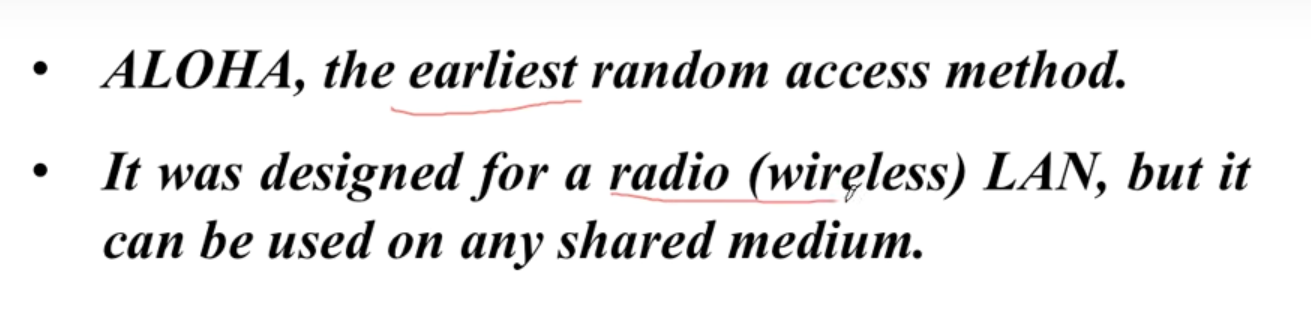 • ALOHA, the earliest random access method.
• It was designed for a radio (wireless) LAN, but it
can be used on any shared medium.